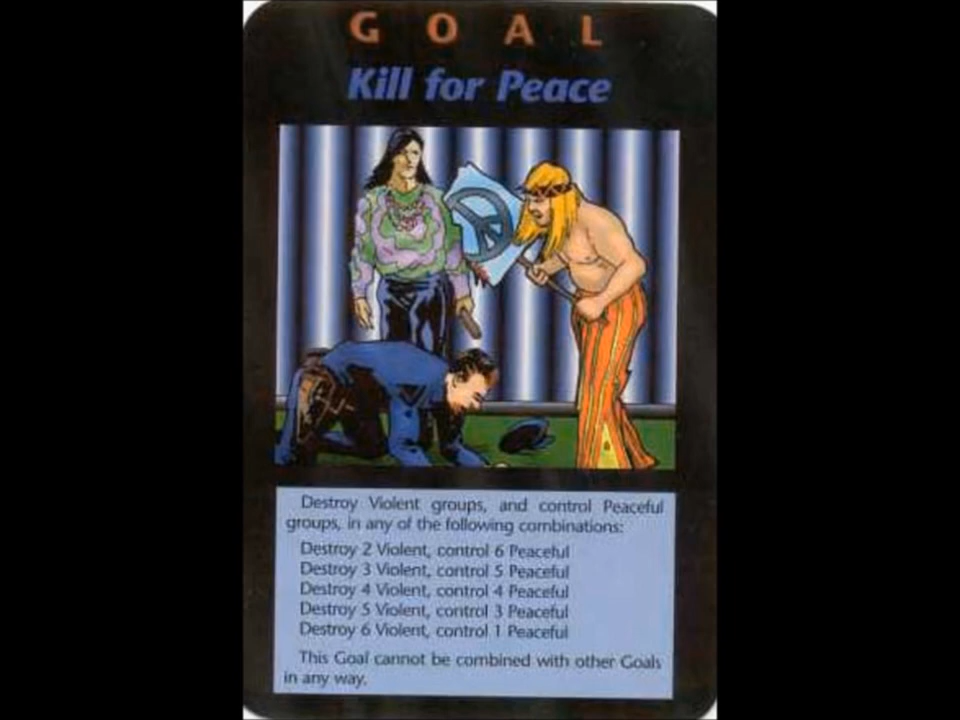 GOAL
Kill for Peace
Destroy Violent groups, and control Peaceful
groups, in any of the following combinations:
Destroy 2 Violent, control 6 Peaceful
Destroy 3 Violent, control 5 Peaceful
Destroy 4 Violent, control 4 Peaceful
Destroy 5 Violent, control 3 Peaceful
Destroy 6 Violent, control 1 Peaceful
This Goal cannot be combined with other Goals
in any way.